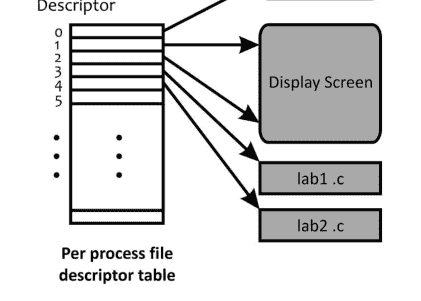 Descriptor
0
1
2
3
4
5
Display Screen
lab1 .c
lab2 .c
Per process file
descriptor table